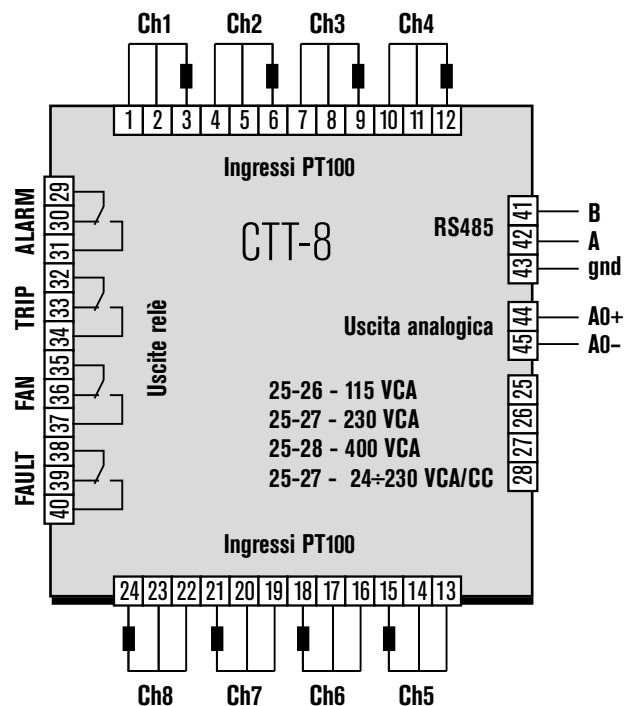 Ch1 Ch2 Ch3 Ch4
1 2 3 4 5 6 7 8 9 10 11 12
Ingressi PT100
CTT-8
ALARM
29
30
31
TRIP
32
33
34
FAN
35
36
37
FAULT
38
39
40
Uscite relè
RS485
41 B
42 A
43 gnd
Uscita analogica
44 A0+
45 A0-
25-26 - 115 VCA
25-27 - 230 VCA
25-28 - 400 VCA
25-27 - 24÷230 VCA/CC
25
26
27
28
Ingressi PT100
24 23 22 21 20 19 18 17 16 15 14 13
Ch8 Ch7 Ch6 Ch5